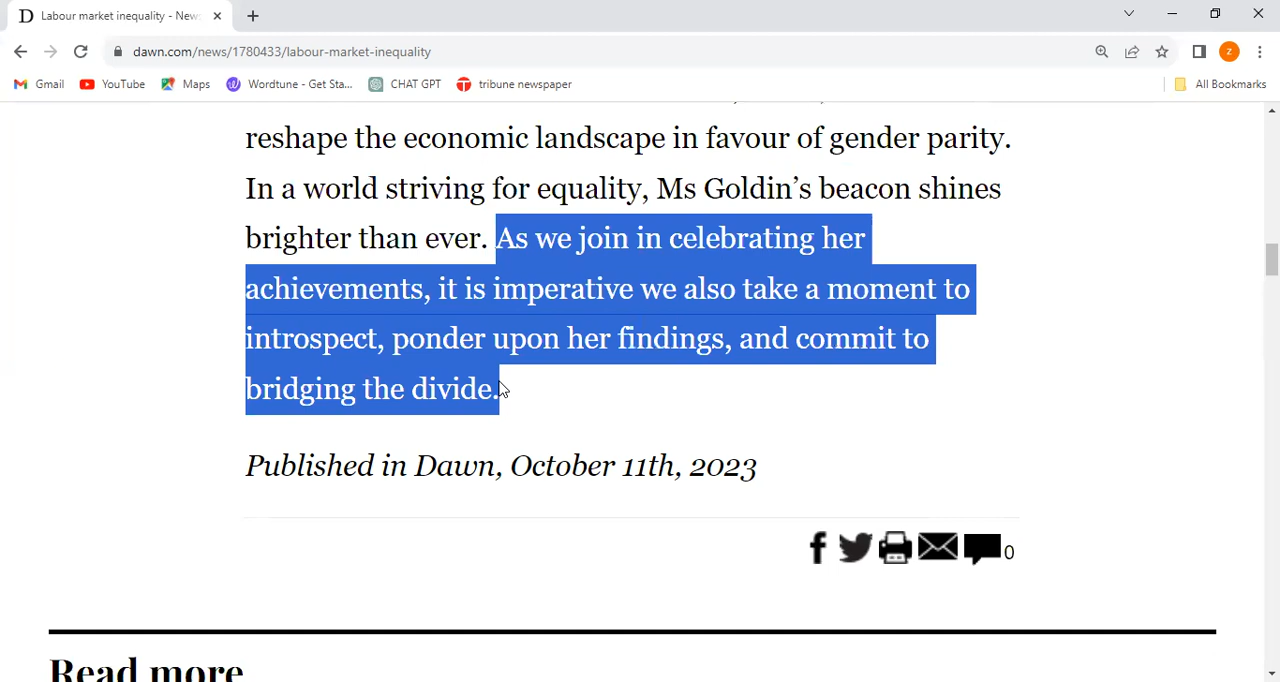 Labour market inequality - News
dawn.com/news/1780433/labour-market-inequality
z
Gmail YouTube Maps Wordtune - Get Sta... CHAT GPT tribune newspaper All Bookmarks
reshape the economic landscape in favour of gender parity.
In a world striving for equality, Ms Goldin’s beacon shines
brighter than ever. As we join in celebrating her
achievements, it is imperative we also take a moment to
introspect, ponder upon her findings, and commit to
bridging the divide.
Published in Dawn, October 11th, 2023
0
Read more